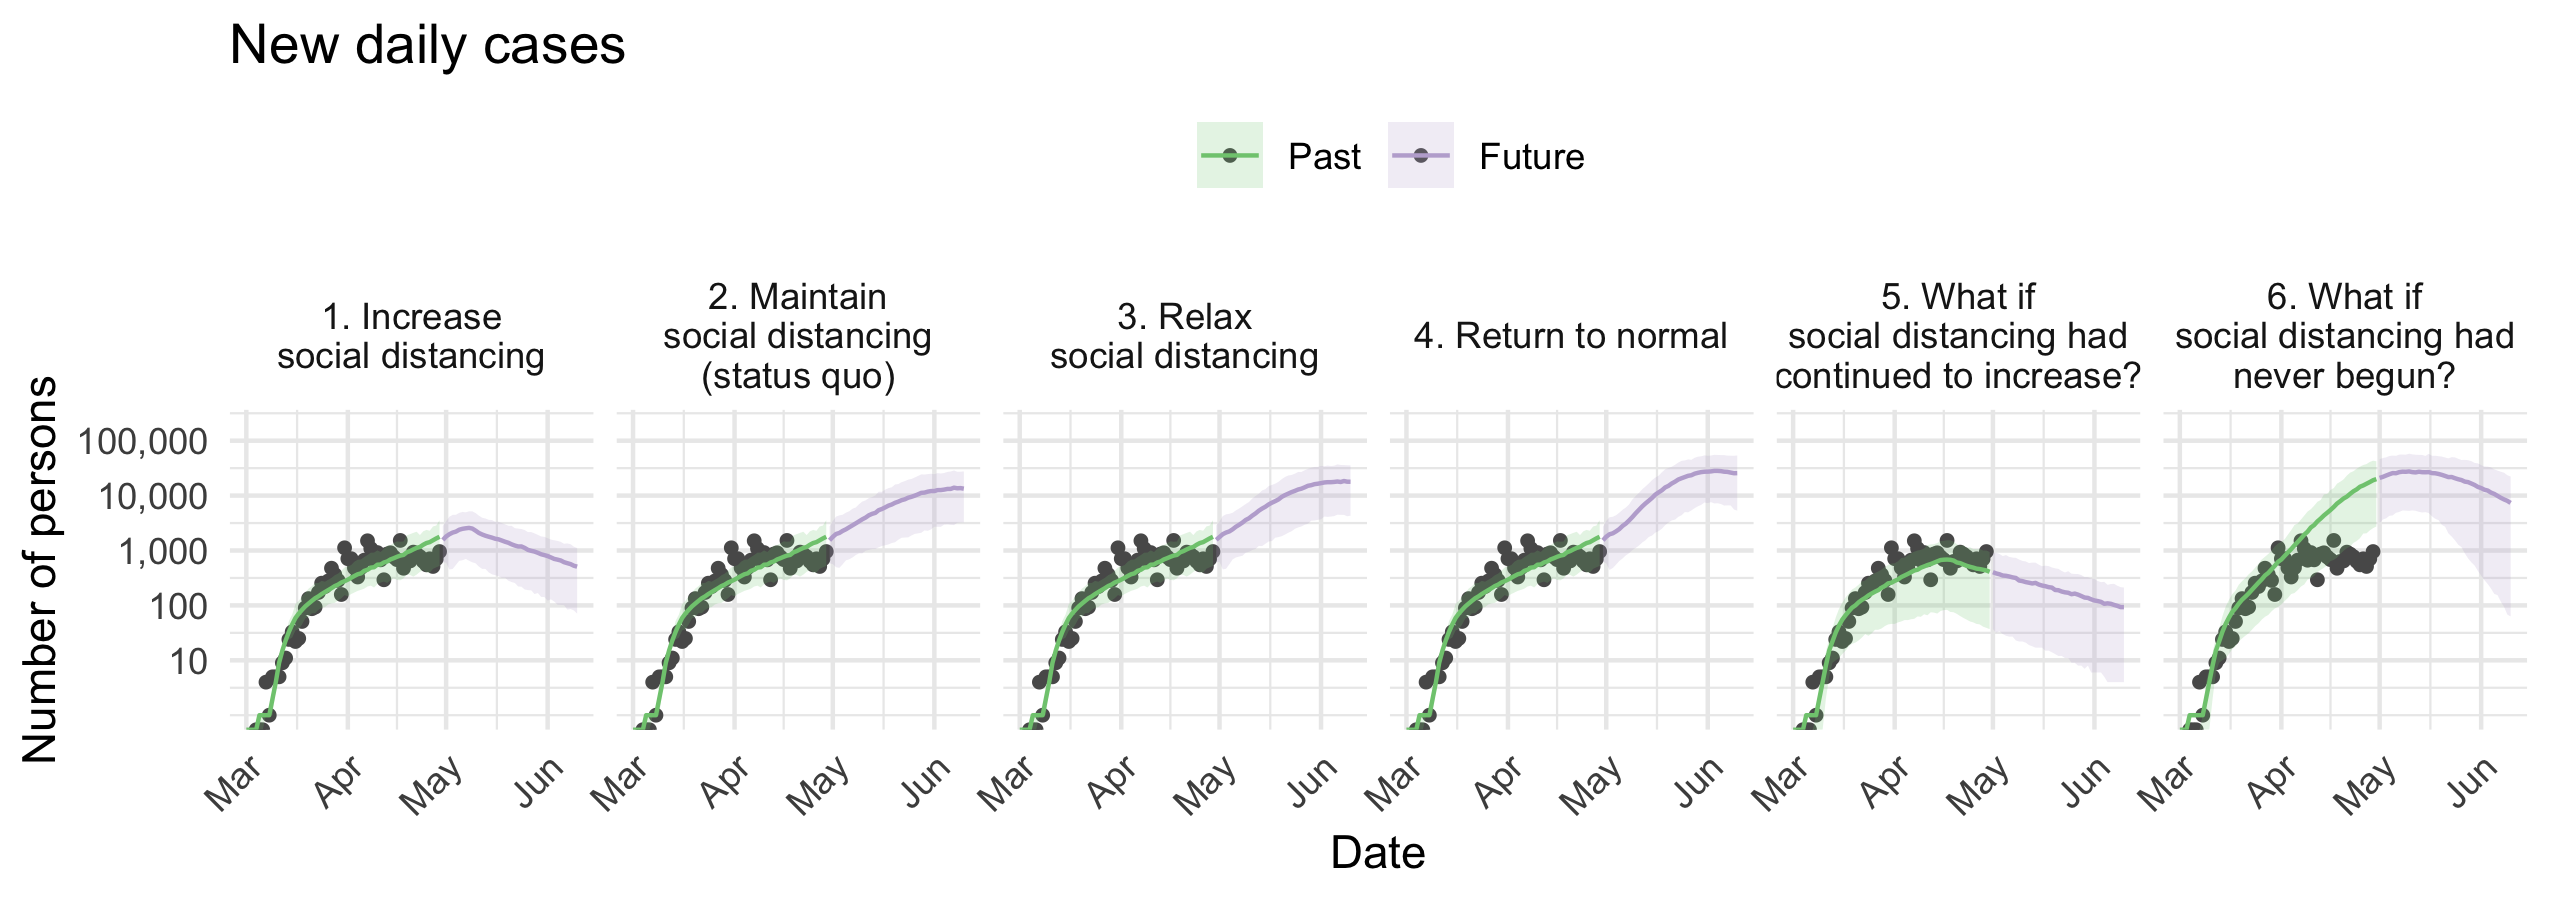 New daily cases
Past
Future
1. Increase
social distancing
2. Maintain
social distancing
(status quo)
3. Relax
social distancing
4. Return to normal
5. What if
social distancing had
continued to increase?
6. What if
social distancing had
never begun?
Number of persons
100,000
10,000
1,000
100
10
Mar
Apr
May
Jun
Mar
Apr
May
Jun
Mar
Apr
May
Jun
Mar
Apr
May
Jun
Mar
Apr
May
Jun
Mar
Apr
May
Jun
Date